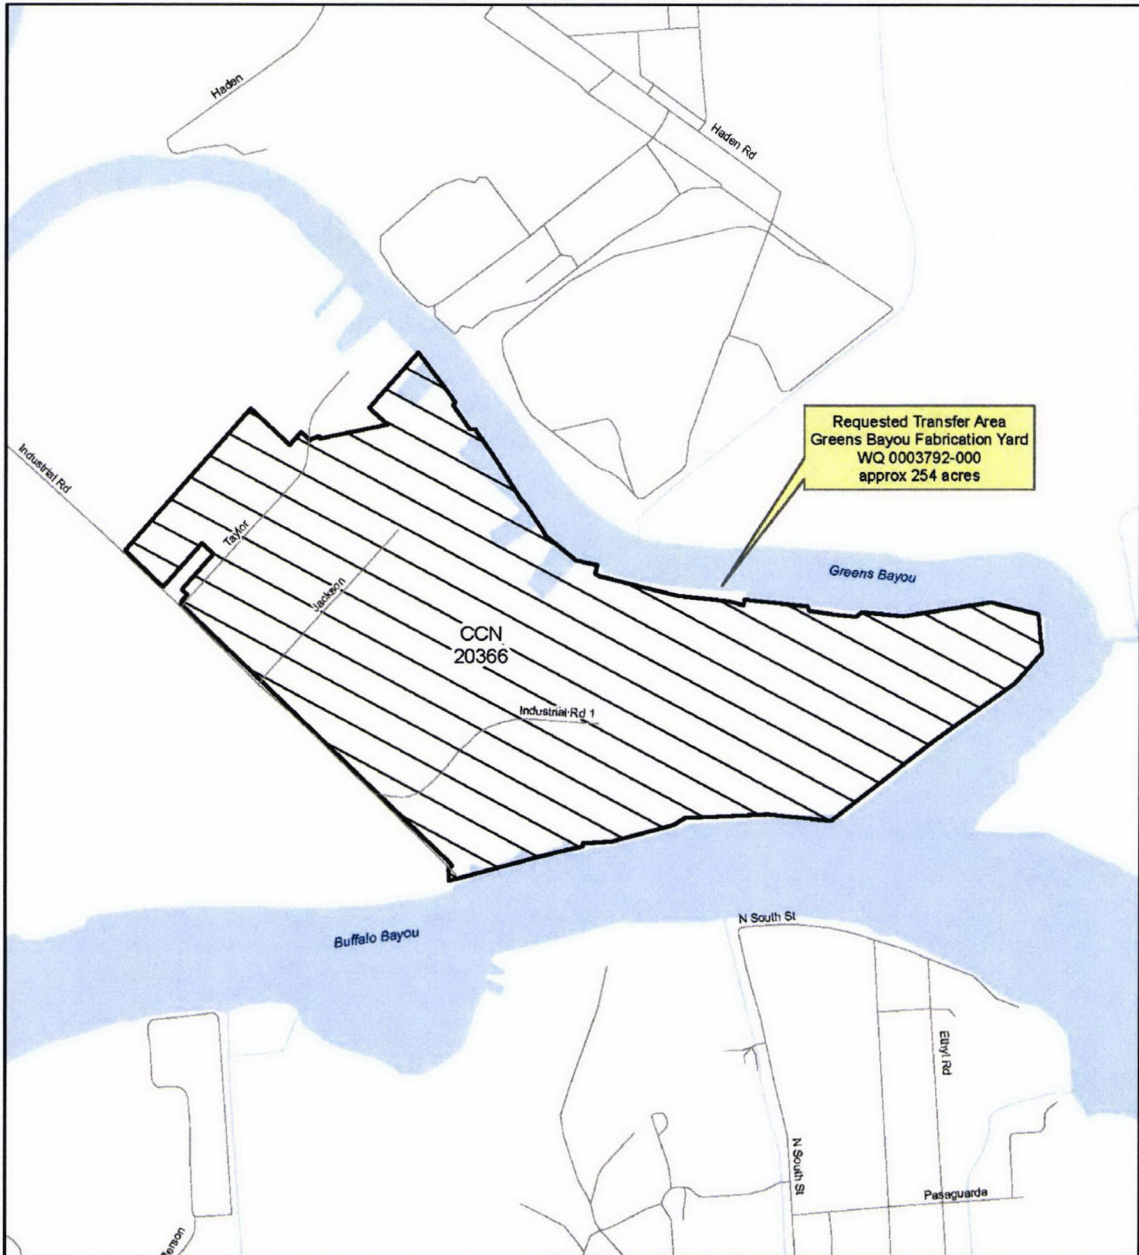 Haden
Haden Rd
Requested Transfer Area
Greens Bayou Fabrication Yard
WQ 0003792-000
approx 254 acres
Industrial Rd
Taylor
Jackson
Greens Bayou
CCN
20366
Industrial Rd 1
N South St
Buffalo Bayou
Ethyl Rd
N South St
Pasaguarda